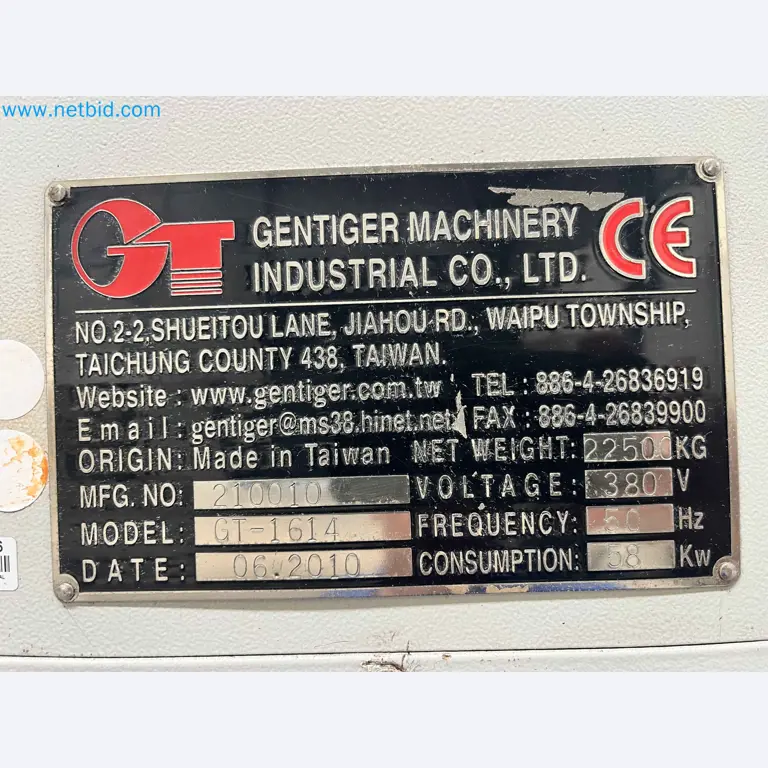 www.netbid.com
GT GENTIGER MACHINERY
INDUSTRIAL CO., LTD.
CE
NO.2-2,SHUEITOU LANE, JIAHOU RD., WAIPU TOWNSHIP,
TAICHUNG COUNTY 438, TAIWAN.
Website : www.gentiger.com.tw TEL : 886-4-26836919
Email : gentiger@ms38.hinet.net FAX : 886-4-26839900
ORIGIN: Made in Taiwan NET WEIGHT: 22500 KG
MFG. NO: 210010 VOLTAGE: 380 V
MODEL: GT-1614 FREQUENCY: 50 Hz
DATE: 06.2010 CONSUMPTION: 58 Kw